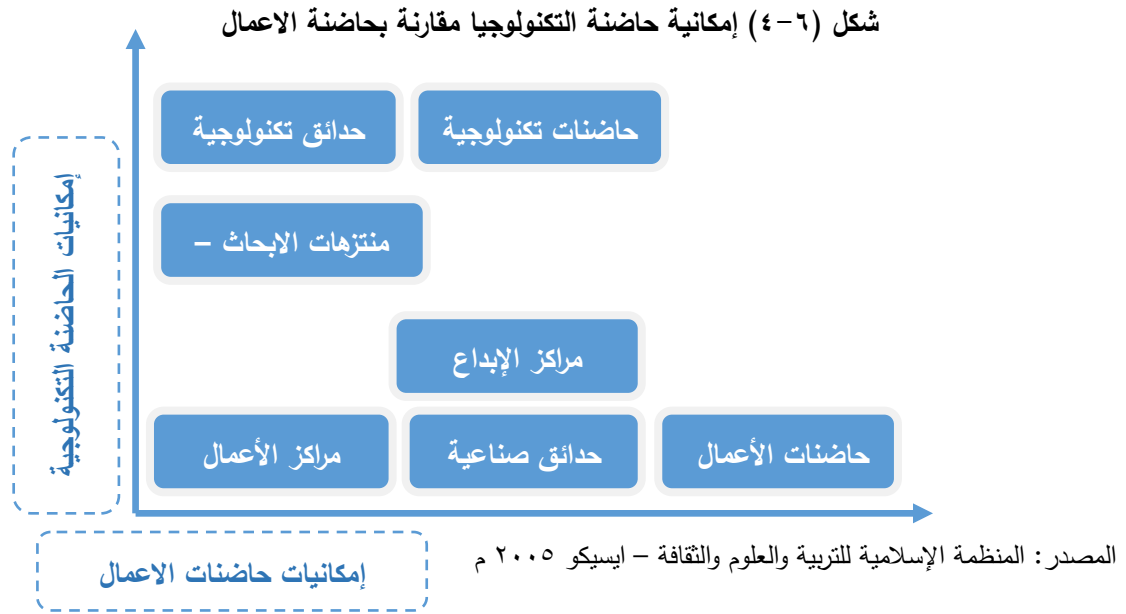 شكل (٦-٤) إمكانية حاضنة التكنولوجيا مقارنة بحاضنة الاعمال
حاضنات تكنولوجية
حدائق تكنولوجية
منتزهات الابحاث –
مراكز الإبداع
حاضنات الأعمال
حدائق صناعية
مراكز الأعمال
إمكانيات الحاضنة التكنولوجية
إمكانيات حاضنات الاعمال
المصدر: المنظمة الإسلامية للتربية والعلوم والثقافة – ايسيكو ٢٠٠٥ م